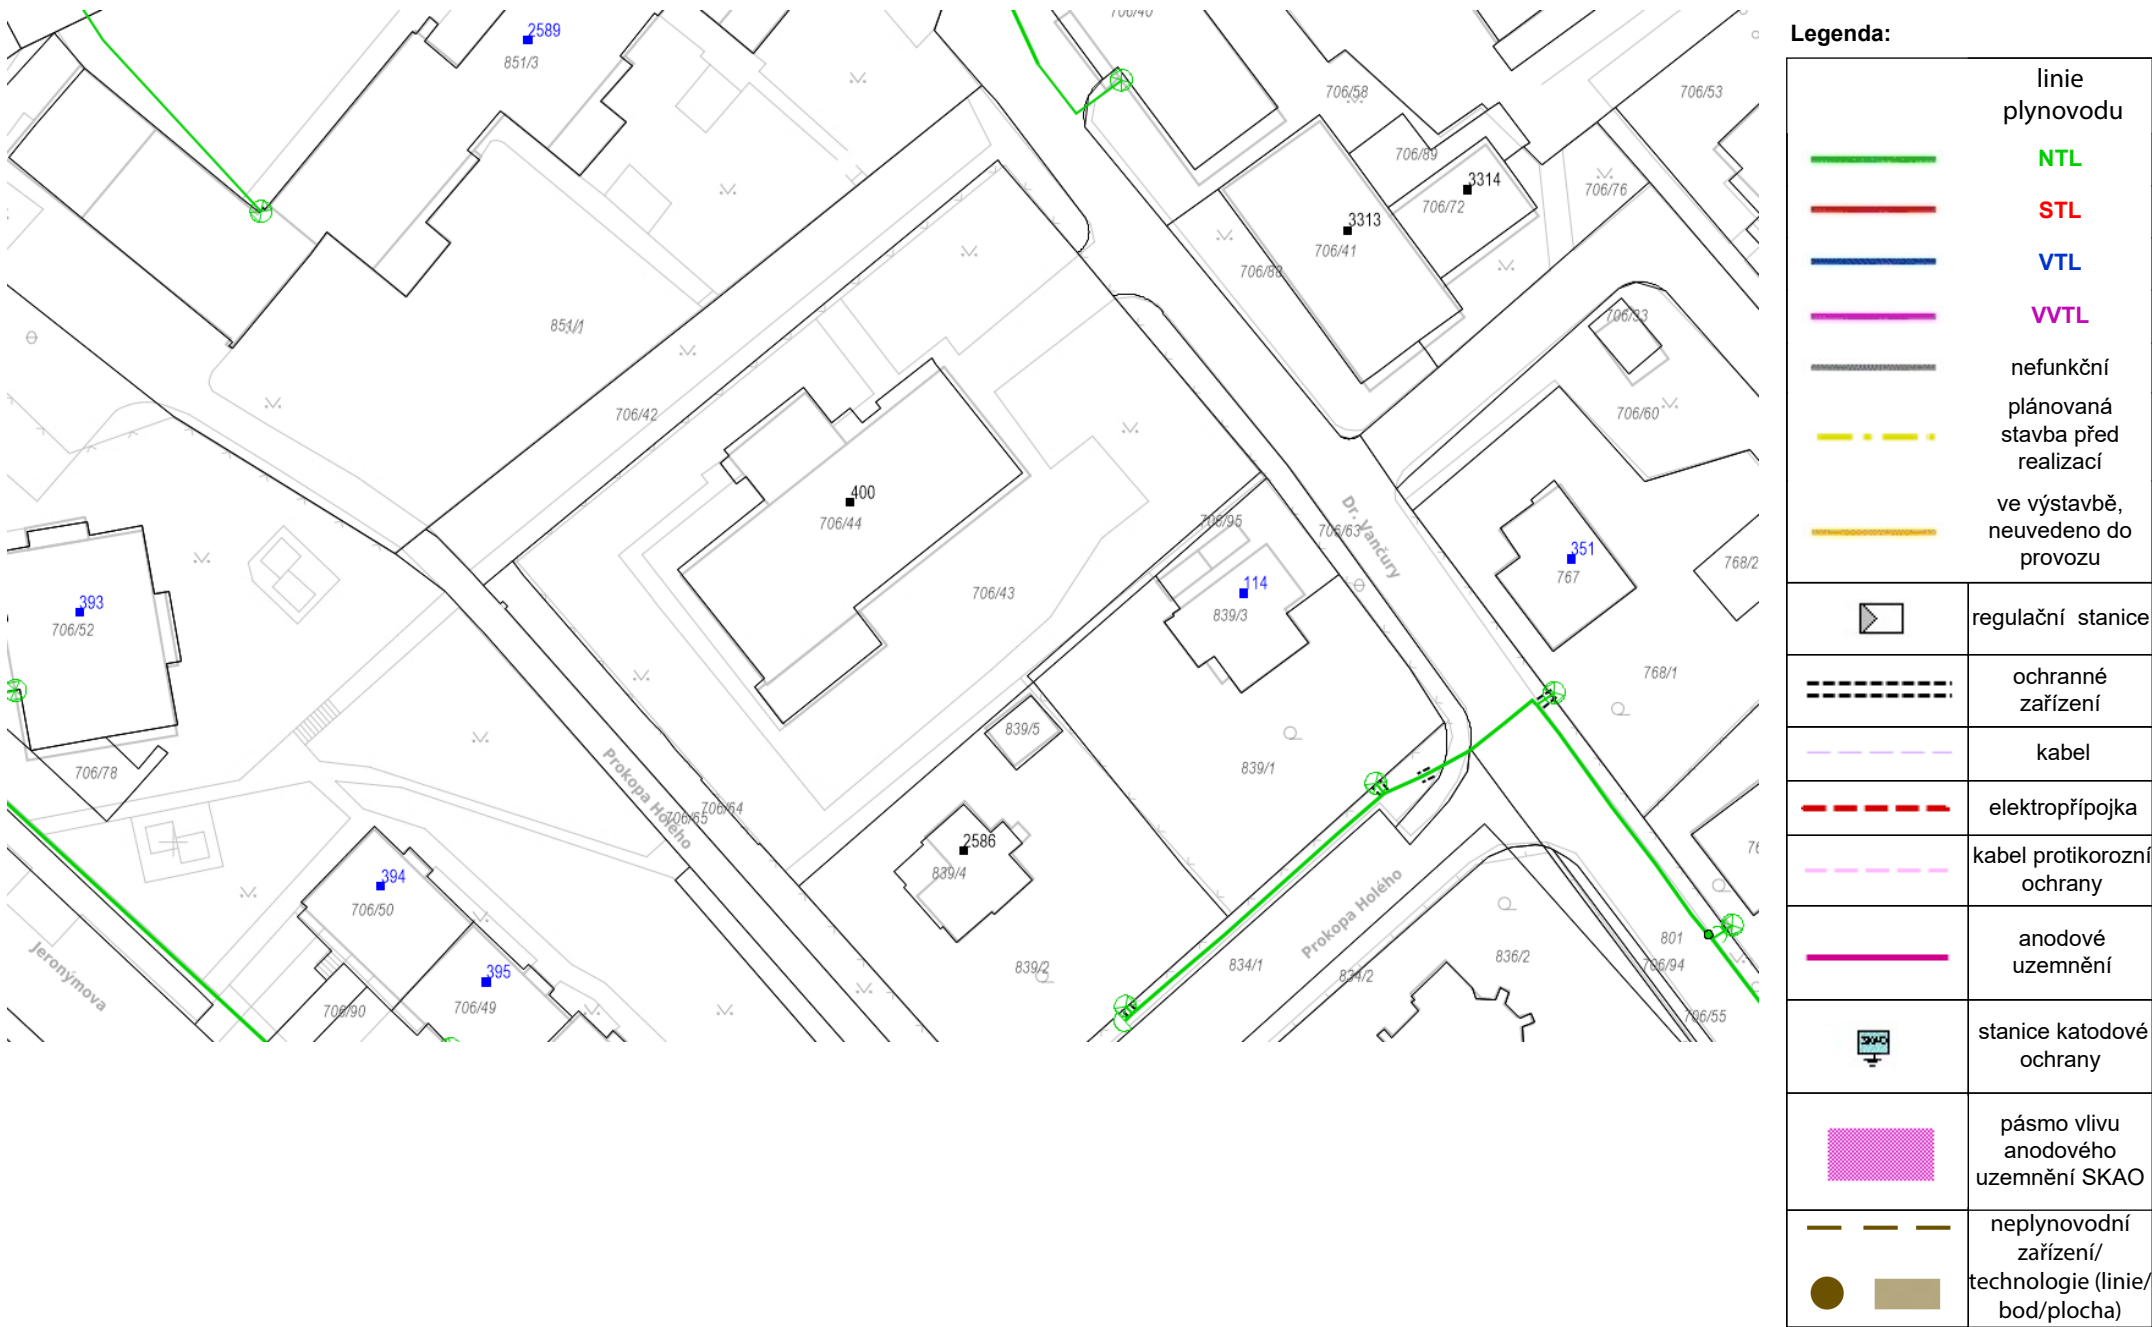 706/40
2589
851/3
706/58
706/53
706/89
3314
706/72
706/76
3313
706/41
706/88
851/1
706/33
706/42
706/60
400
706/44
706/95
Dr. Vančury
706/63
351
767
768/2
393
706/52
114
839/3
706/43
768/1
839/5
839/1
706/78
Prokopa Holého
706/64
706/65
2586
839/4
394
706/50
Prokopa Holého
801
836/2
839/2
834/1
706/94
834/2
395
706/49
Jeronýmova
706/90
706/55
Legenda:
linie
plynovodu
NTL
STL
VTL
VVTL
nefunkční
plánovaná
stavba před
realizací
ve výstavbě,
neuvedeno do
provozu
regulační stanice
ochranné
zařízení
kabel
elektropřípojka
kabel protikorozní
ochrany
anodové
uzemnění
SKAO
stanice katodové
ochrany
pásmo vlivu
anodového
uzemnění SKAO
neplynovodní
zařízení/
technologie (linie/
bod/plocha)